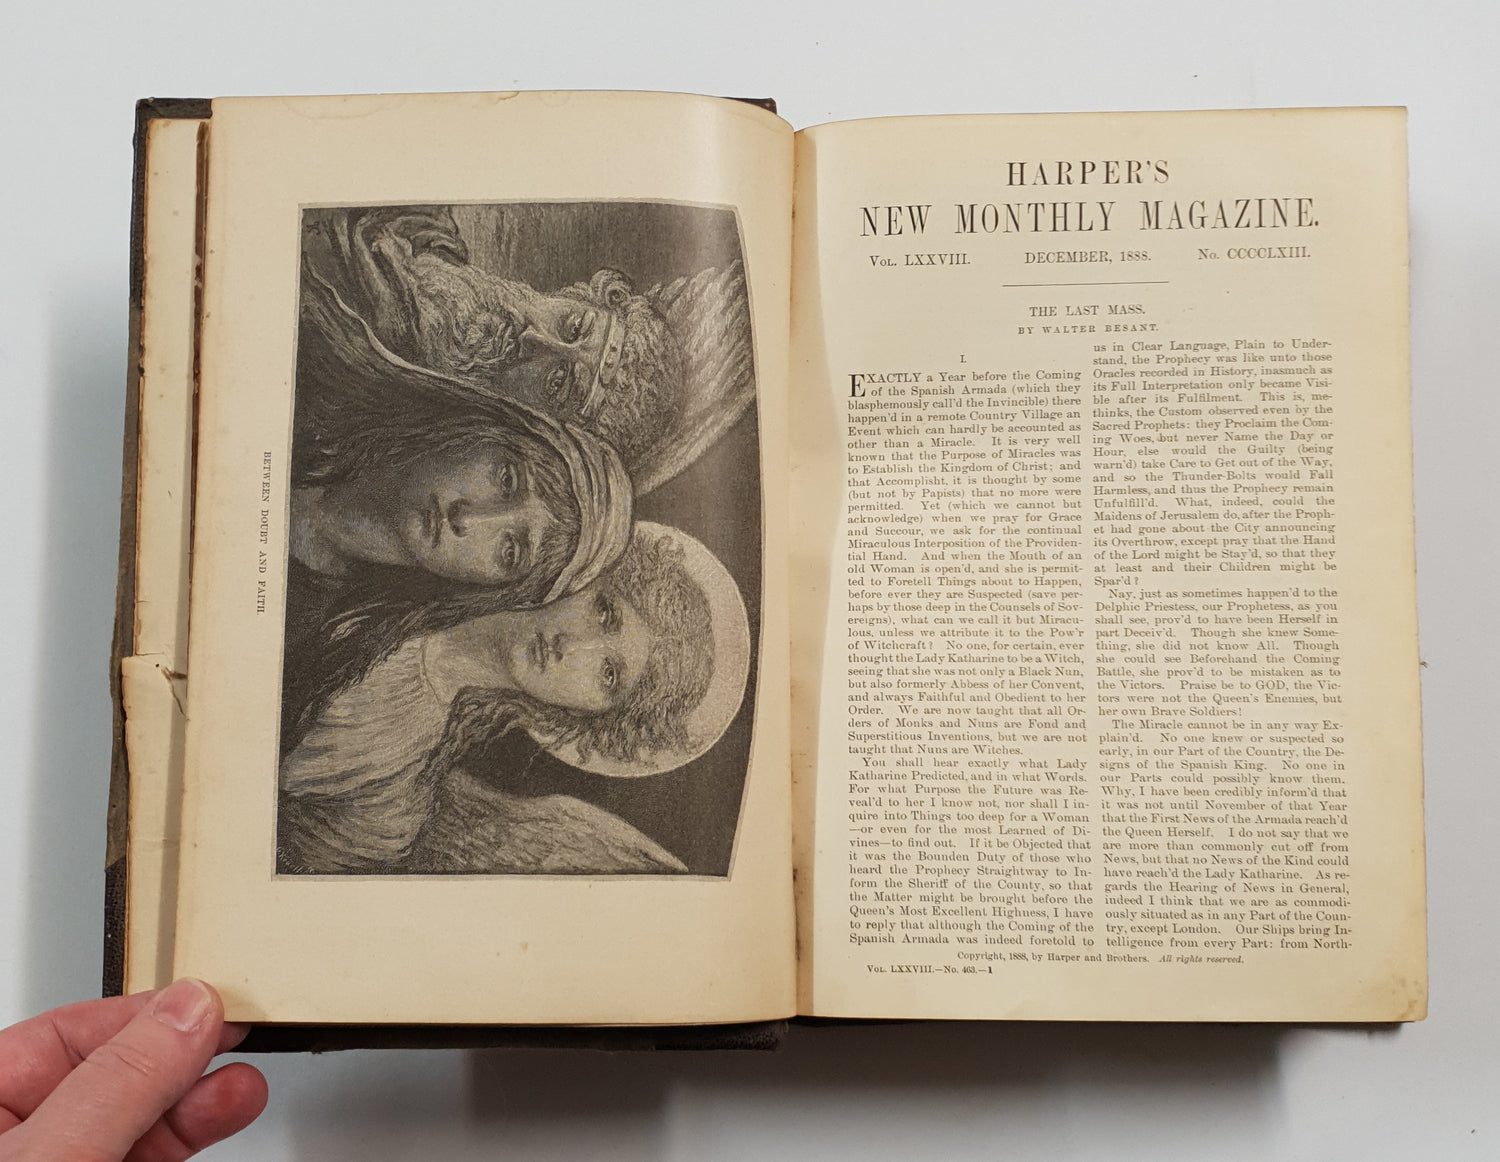 BETWEEN DOUBT AND FAITH.
HARPER'S
NEW MONTHLY MAGAZINE.
Vol. LXXVIII. DECEMBER, 1888. No. CCCCLXIII.
THE LAST MASS.
BY WALTER BESANT.
I.
EXACTLY a Year before the Coming
of the Spanish Armada (which they
blasphemously call'd the Invincible) there
happen'd in a remote Country Village an
Event which can hardly be accounted as
other than a Miracle. It is very well
known that the Purpose of Miracles was
to Establish the Kingdom of Christ; and
that Accomplisht, it is thought by some
(but not by Papists) that no more were
permitted. Yet (which we cannot but
acknowledge) when we pray for Grace
and Succour, we ask for the continual
Miraculous Interposition of the Providen-
tial Hand. And when the Mouth of an
old Woman is open'd, and she is permit-
ted to Foretell Things about to Happen,
before ever they are Suspected (save per-
haps by those deep in the Counsels of Sov-
ereigns), what can we call it but Miracu-
lous, unless we attribute it to the Pow'r
of Witchcraft? No one, for certain, ever
thought the Lady Katharine to be a Witch,
seeing that she was not only a Black Nun,
but also formerly Abbess of her Convent,
and always Faithful and Obedient to her
Order. We are now taught that all Or-
ders of Monks and Nuns are Fond and
Superstitious Inventions, but we are not
taught that Nuns are Witches.
You shall hear exactly what Lady
Katharine Predicted, and in what Words.
For what Purpose the Future was Re-
veal'd to her I know not, nor shall I in-
quire into Things too deep for a Woman
—or even for the most Learned of Di-
vines—to find out. If it be Objected that
it was the Bounden Duty of those who
heard the Prophecy Straightway to In-
form the Sheriff of the County, so that
the Matter might be brought before the
Queen's Most Excellent Highness, I have
to reply that although the Coming of the
Spanish Armada was indeed foretold to
us in Clear Language, Plain to Under-
stand, the Prophecy was like unto those
Oracles recorded in History, inasmuch as
its Full Interpretation only became Visi-
ble after its Fulfilment. This is, me-
thinks, the Custom observed even by the
Sacred Prophets: they Proclaim the Com-
ing Woes, but never Name the Day or
Hour, else would the Guilty (being
warn'd) take Care to Get out of the Way,
and so the Thunder-Bolts would Fall
Harmless, and thus the Prophecy remain
Unfulfill'd. What, indeed, could the
Maidens of Jerusalem do, after the Proph-
et had gone about the City announcing
its Overthrow, except pray that the Hand
of the Lord might be Stay'd, so that they
at least and their Children might be
Spar'd?
Nay, just as sometimes happen'd to the
Delphic Priestess, our Prophetess, as you
shall see, prov'd to have been Herself in
part Deceiv'd. Though she knew Some-
thing, she did not know All. Though
she could see Beforehand the Coming
Battle, she prov'd to be mistaken as to
the Victors. Praise be to GOD, the Vic-
tors were not the Queen's Enemies, but
her own Brave Soldiers!
The Miracle cannot be in any way Ex-
plain'd. No one knew or suspected so
early, in our Part of the Country, the De-
signs of the Spanish King. No one in
our Parts could possibly know them.
Why, I have been credibly inform'd that
it was not until November of that Year
that the First News of the Armada reach'd
the Queen Herself. I do not say that we
are more than commonly cut off from
News, but that no News of the Kind could
have reach'd the Lady Katharine. As re-
gards the Hearing of News in General,
indeed I think that we are as commodi-
ously situated as in any Part of the Coun-
try, except London. Our Ships bring In-
telligence from every Part: from North-
Copyright, 1888, by Harper and Brothers. All rights reserved.
Vol. LXXVIII.—No. 463.—1